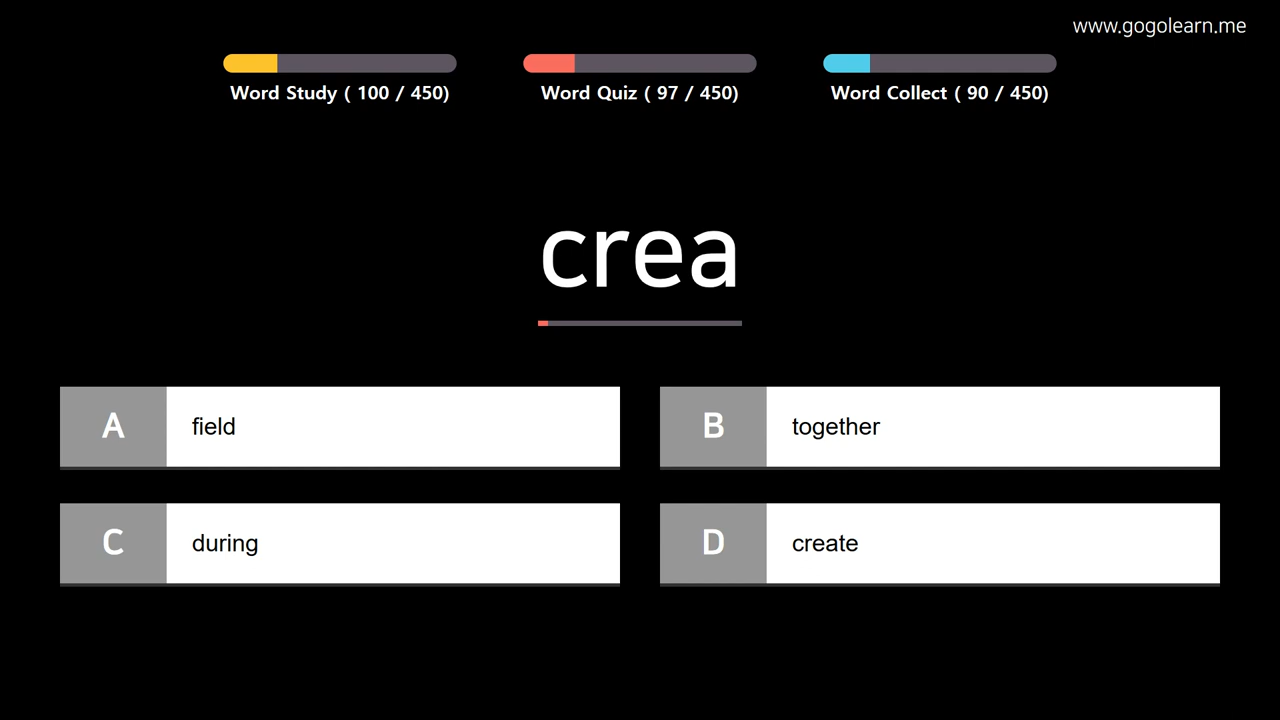 www.gogolearn.me
Word Study ( 100 / 450)
Word Quiz ( 97 / 450)
Word Collect ( 90 / 450)
crea
A field
B together
C during
D create